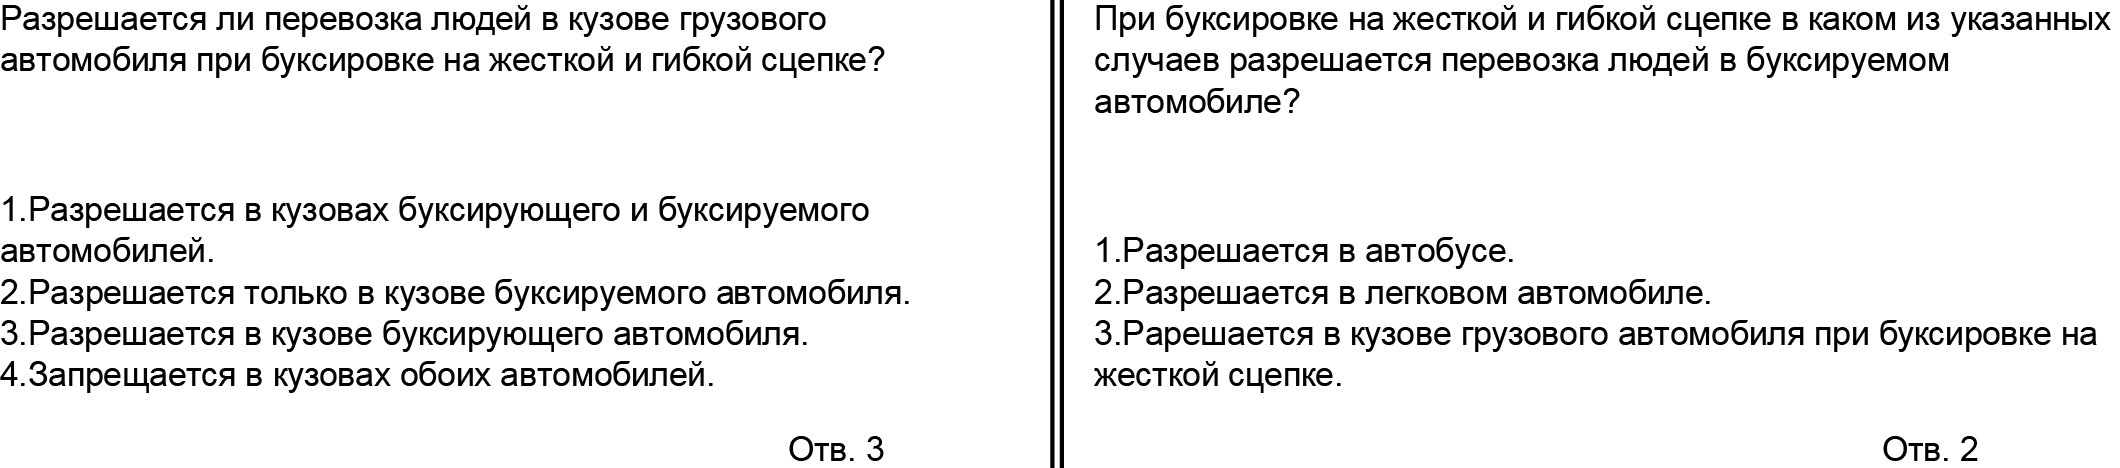 Разрешается ли перевозка людей в кузове грузового
автомобиля при буксировке на жесткой и гибкой сцепке?
1.Разрешается в кузовах буксирующего и буксируемого
автомобилей.
2.Разрешается только в кузове буксируемого автомобиля.
3.Разрешается в кузове буксирующего автомобиля.
4.Запрещается в кузовах обоих автомобилей.
Отв. 3
При буксировке на жесткой и гибкой сцепке в каком из указанных
случаев разрешается перевозка людей в буксируемом
автомобиле?
1.Разрешается в автобусе.
2.Разрешается в легковом автомобиле.
3.Рарешается в кузове грузового автомобиля при буксировке на
жесткой сцепке.
Отв. 2